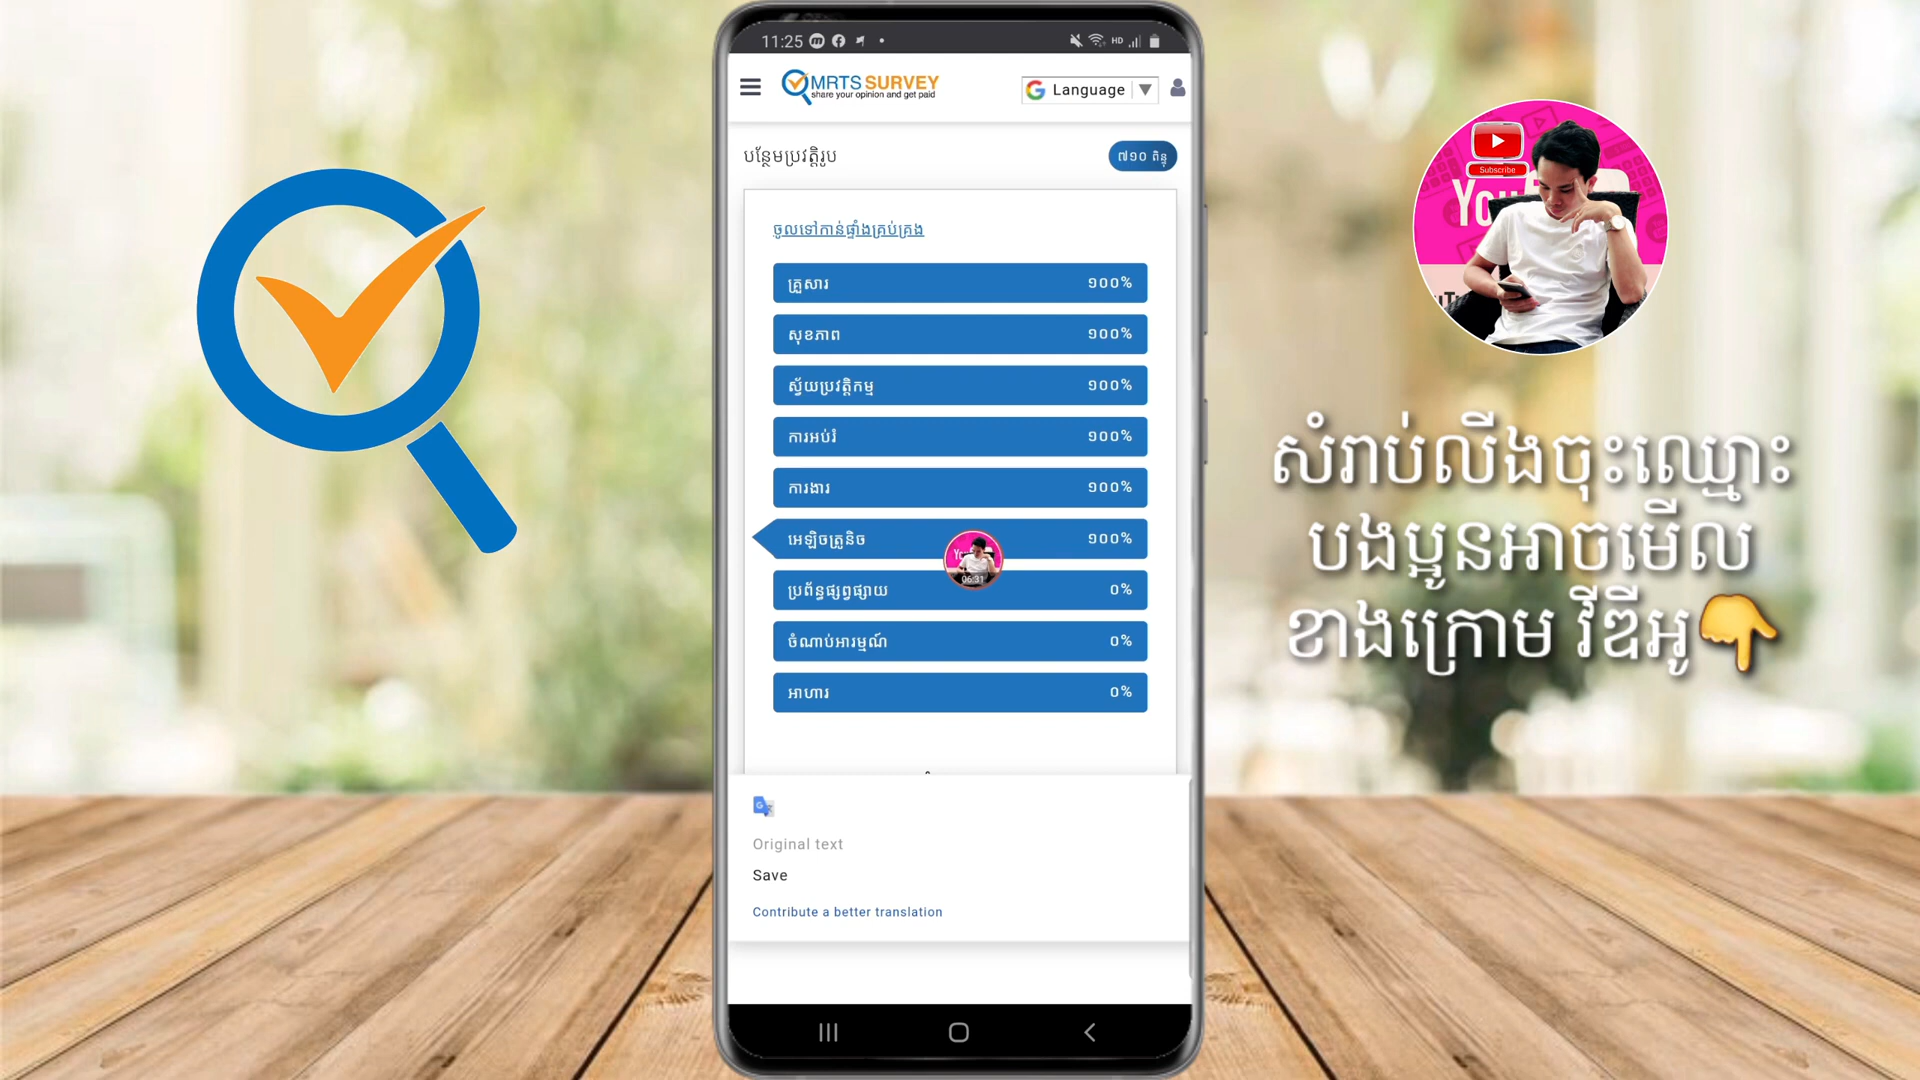 11:25
HD
MRTS SURVEY
share your opinion and get paid
Language
បន្ថែមប្រវត្តិរូប
៧១០ ពិន្ទុ
ចូលទៅកាន់ផ្ទាំងគ្រប់គ្រង
គ្រួសារ ១០០%
សុខភាព ១០០%
ស្វ័យប្រវត្តិកម្ម ១០០%
ការអប់រំ ១០០%
ការងារ ១០០%
អេឡិចត្រូនិច ១០០%
06:31
ប្រព័ន្ធផ្សព្វផ្សាយ ០%
ចំណាប់អារម្មណ៍ ០%
អាហារ ០%
Original text
Save
Contribute a better translation
Subscribe
សំរាប់លីងចុះឈ្មោះ
បងប្អូនអាចមើល
ខាងក្រោម វីឌីអូ👇